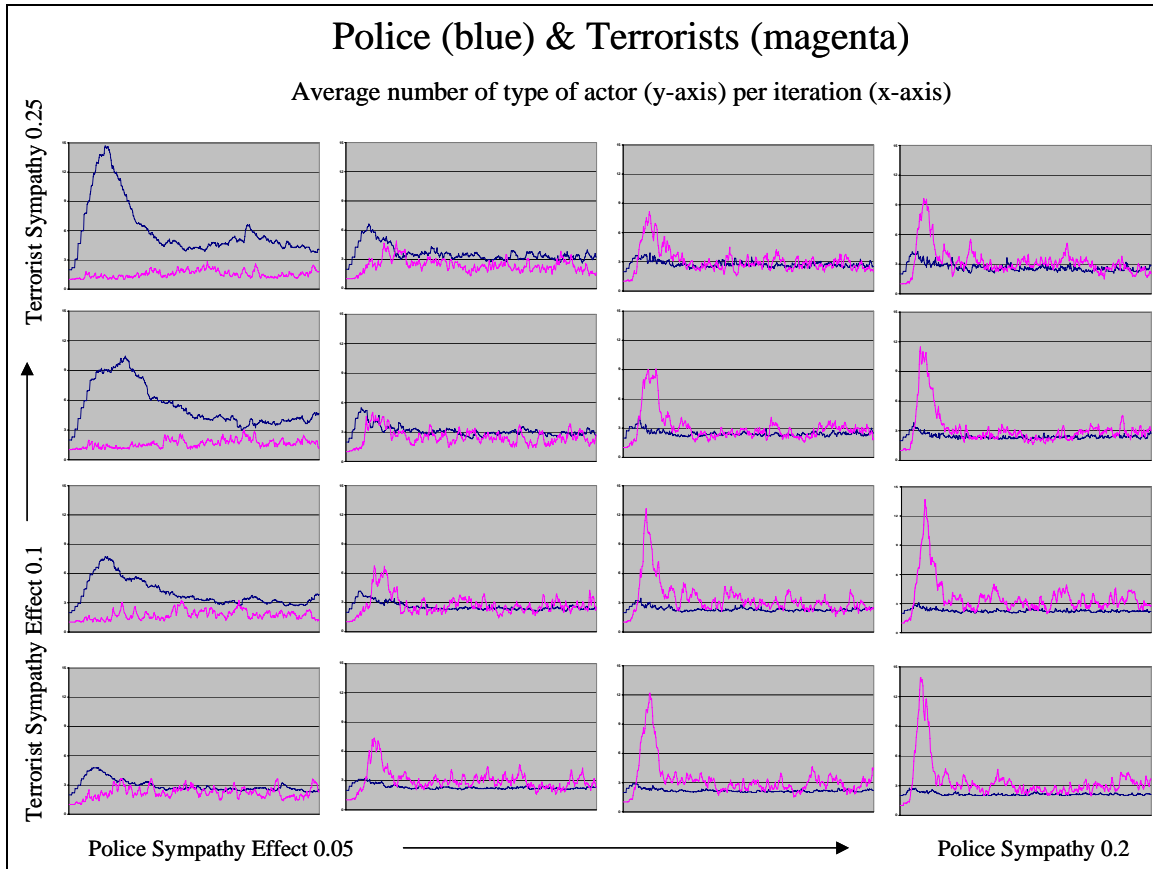 Police (blue) & Terrorists (magenta)
Average number of type of actor (y-axis) per iteration (x-axis)
Terrorist Sympathy 0.25
Terrorist Sympathy Effect 0.1
Police Sympathy Effect 0.05
Police Sympathy 0.2